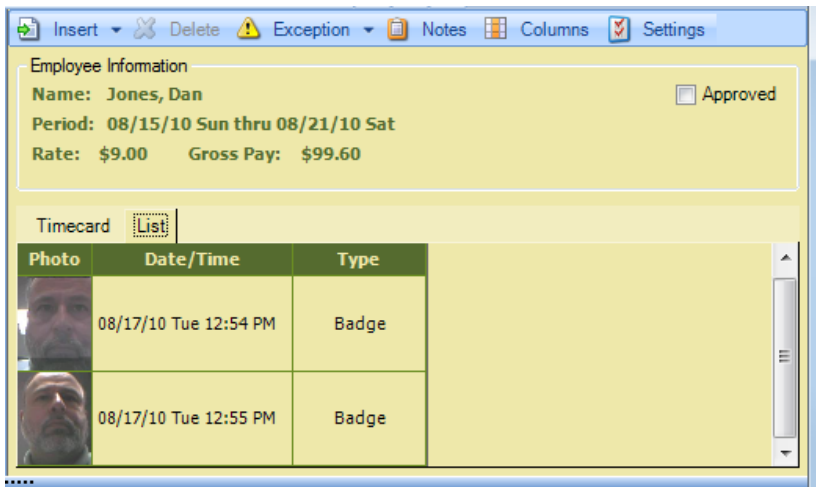 Insert Delete Exception Notes Columns Settings
Employee Information
Name: Jones, Dan
Approved
Period: 08/15/10 Sun thru 08/21/10 Sat
Rate: $9.00 Gross Pay: $99.60
Timecard List
Photo Date/Time Type
08/17/10 Tue 12:54 PM Badge
08/17/10 Tue 12:55 PM Badge